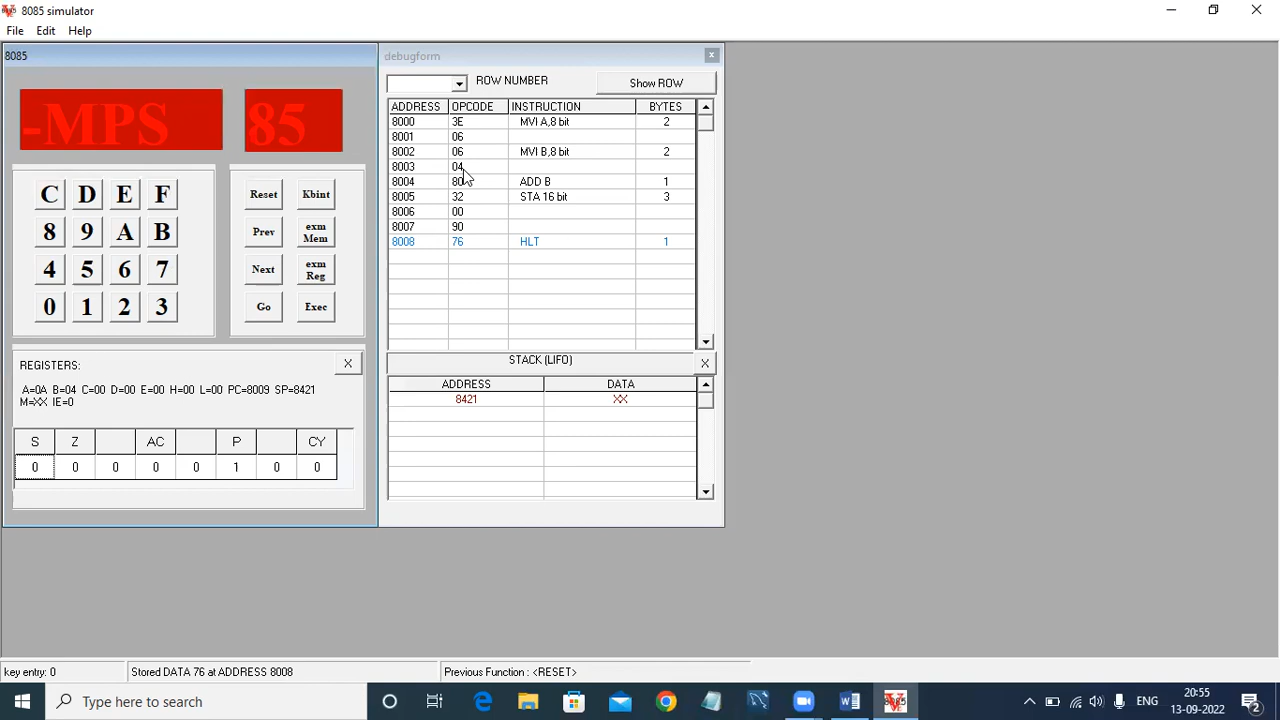 8085 simulator
File Edit Help
8085
-MPS 85
C D E F
8 9 A B
4 5 6 7
0 1 2 3
Reset Kbint
Prev exm Mem
Next exm Reg
Go Exec
REGISTERS: X
A=0A B=04 C=00 D=00 E=00 H=00 L=00 PC=8009 SP=8421
M=XX IE=0
S Z AC P CY
0 0 0 0 0 1 0 0
debugform
ROW NUMBER Show ROW
ADDRESS OPCODE INSTRUCTION BYTES
8000 3E MVI A,8 bit 2
8001 06
8002 06 MVI B,8 bit 2
8003 04
8004 80 ADD B 1
8005 32 STA 16 bit 3
8006 00
8007 90
8008 76 HLT 1
STACK (LIFO) X
ADDRESS DATA
8421 XX
key entry: 0 Stored DATA 76 at ADDRESS 8008 Previous Function : <RESET>
Type here to search
ENG
20:55
13-09-2022
2